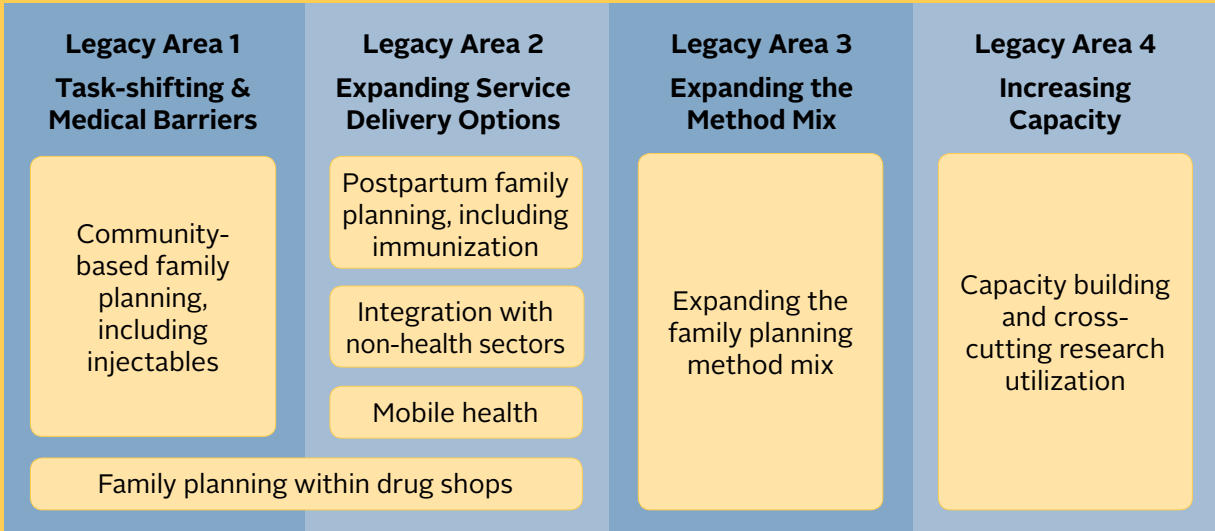 Legacy Area 1
Task-shifting &
Medical Barriers
Community-
based family
planning,
including
injectables
Legacy Area 2
Expanding Service
Delivery Options
Postpartum family
planning, including
immunization
Integration with
non-health sectors
Mobile health
Family planning within drug shops
Legacy Area 3
Expanding the
Method Mix
Expanding the
family planning
method mix
Legacy Area 4
Increasing
Capacity
Capacity building
and cross-
cutting research
utilization